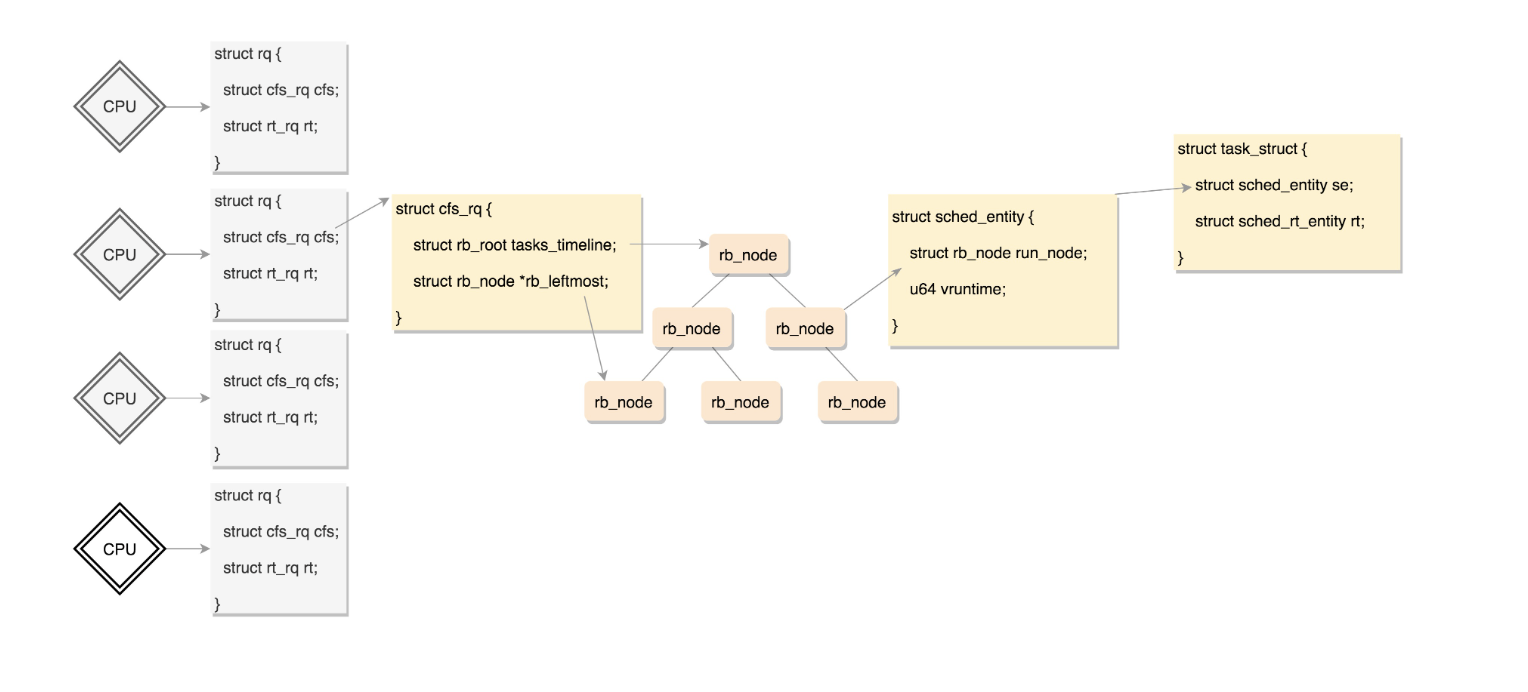 CPU
struct rq {
struct cfs_rq cfs;
struct rt_rq rt;
}
CPU
struct rq {
struct cfs_rq cfs;
struct rt_rq rt;
}
CPU
struct rq {
struct cfs_rq cfs;
struct rt_rq rt;
}
CPU
struct rq {
struct cfs_rq cfs;
struct rt_rq rt;
}
struct cfs_rq {
struct rb_root tasks_timeline;
struct rb_node *rb_leftmost;
}
rb_node
rb_node
rb_node
rb_node
rb_node
rb_node
struct sched_entity {
struct rb_node run_node;
u64 vruntime;
}
struct task_struct {
struct sched_entity se;
struct sched_rt_entity rt;
}